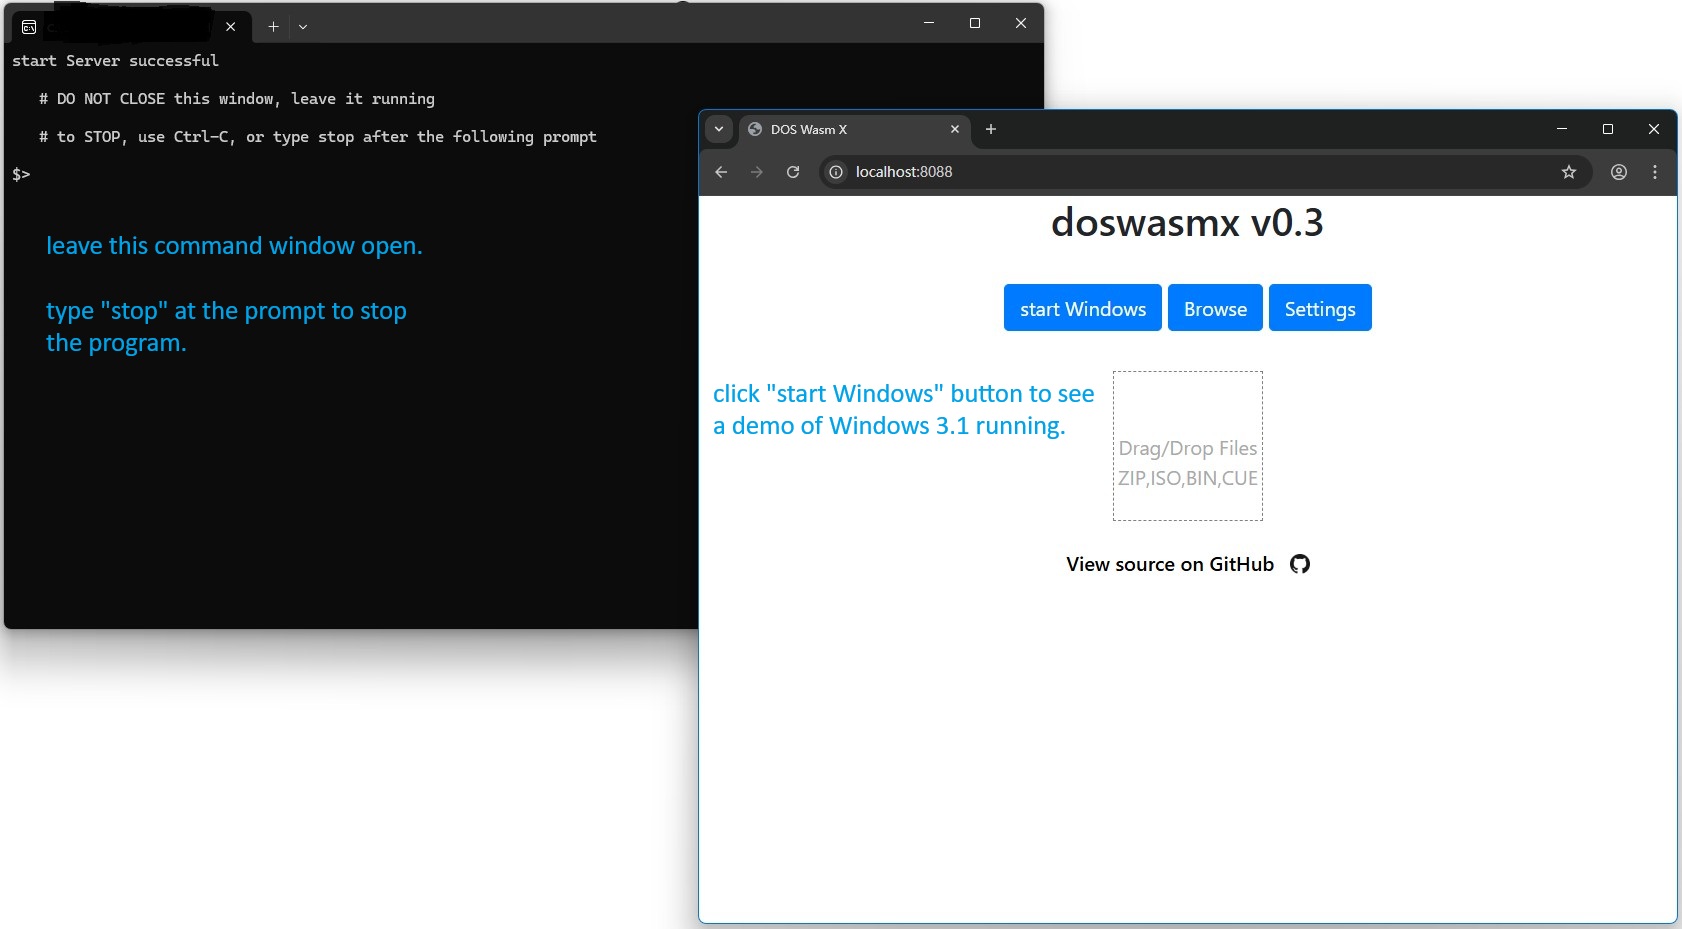 start Server successful
# DO NOT CLOSE this window, leave it running
# to STOP, use Ctrl-C, or type stop after the following prompt
$>
leave this command window open.
type "stop" at the prompt to stop
the program.
DOS Wasm X
localhost:8088
doswasmx v0.3
start Windows
Browse
Settings
click "start Windows" button to see
a demo of Windows 3.1 running.
Drag/Drop Files
ZIP,ISO,BIN,CUE
View source on GitHub